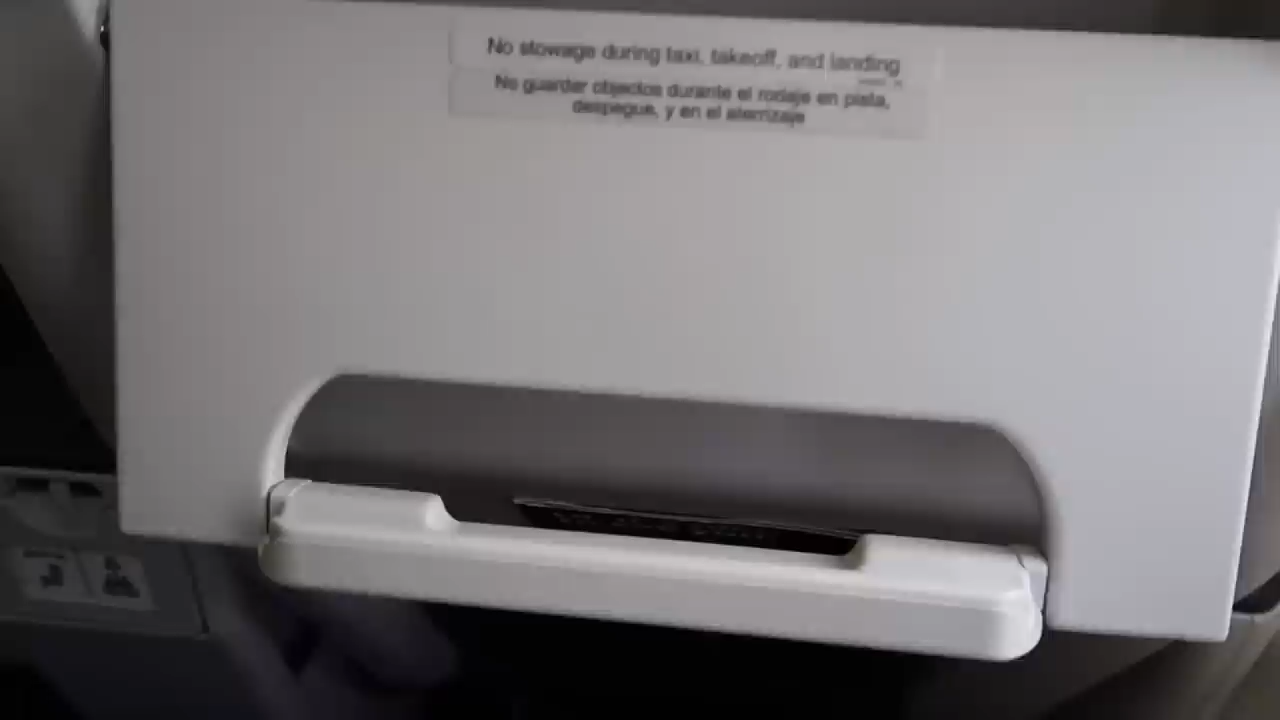 No stowage during taxi, takeoff, and landing
No guardar objectos durante el rodaje en pista,
despegue, y en el aterrizaje